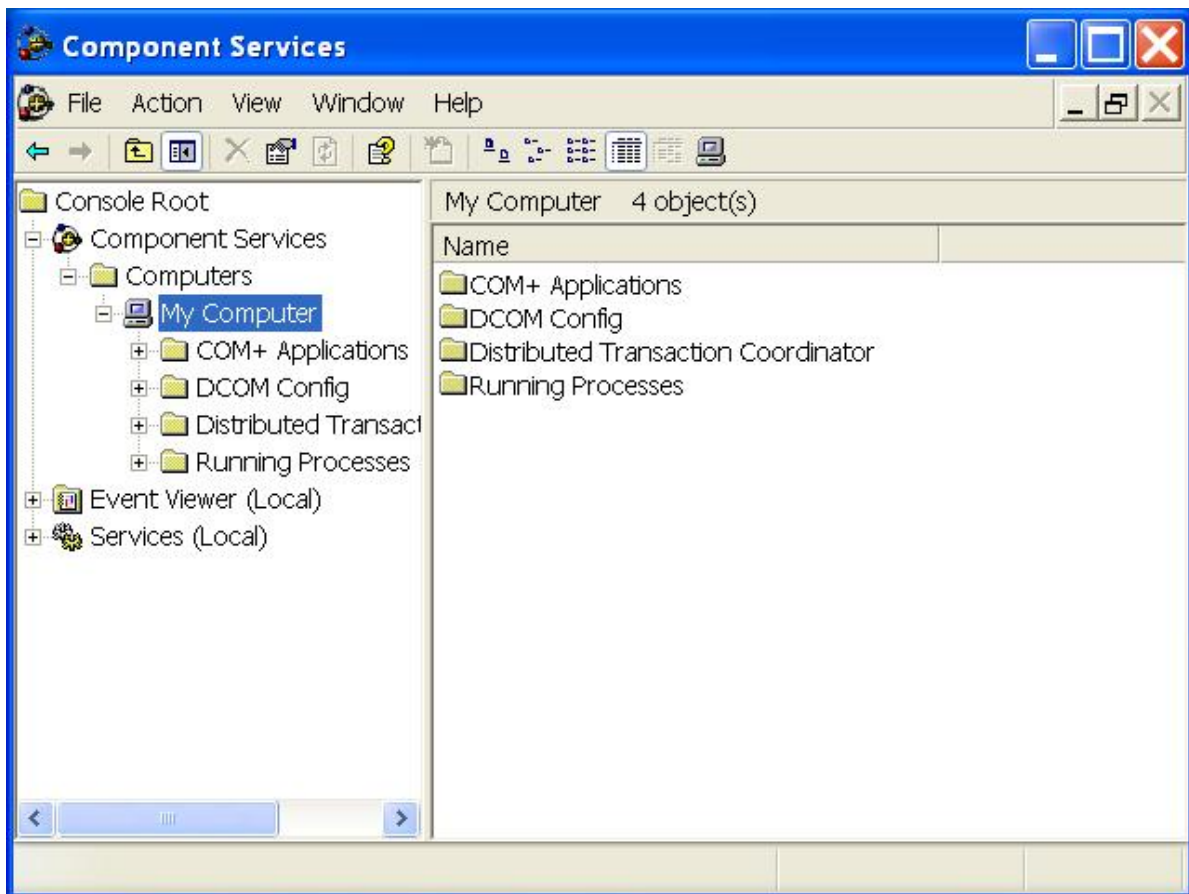 Component Services
File Action View Window Help
Console Root
Component Services
Computers
My Computer
COM+ Applications
DCOM Config
Distributed Transact
Running Processes
Event Viewer (Local)
Services (Local)
My Computer 4 object(s)
Name
COM+ Applications
DCOM Config
Distributed Transaction Coordinator
Running Processes